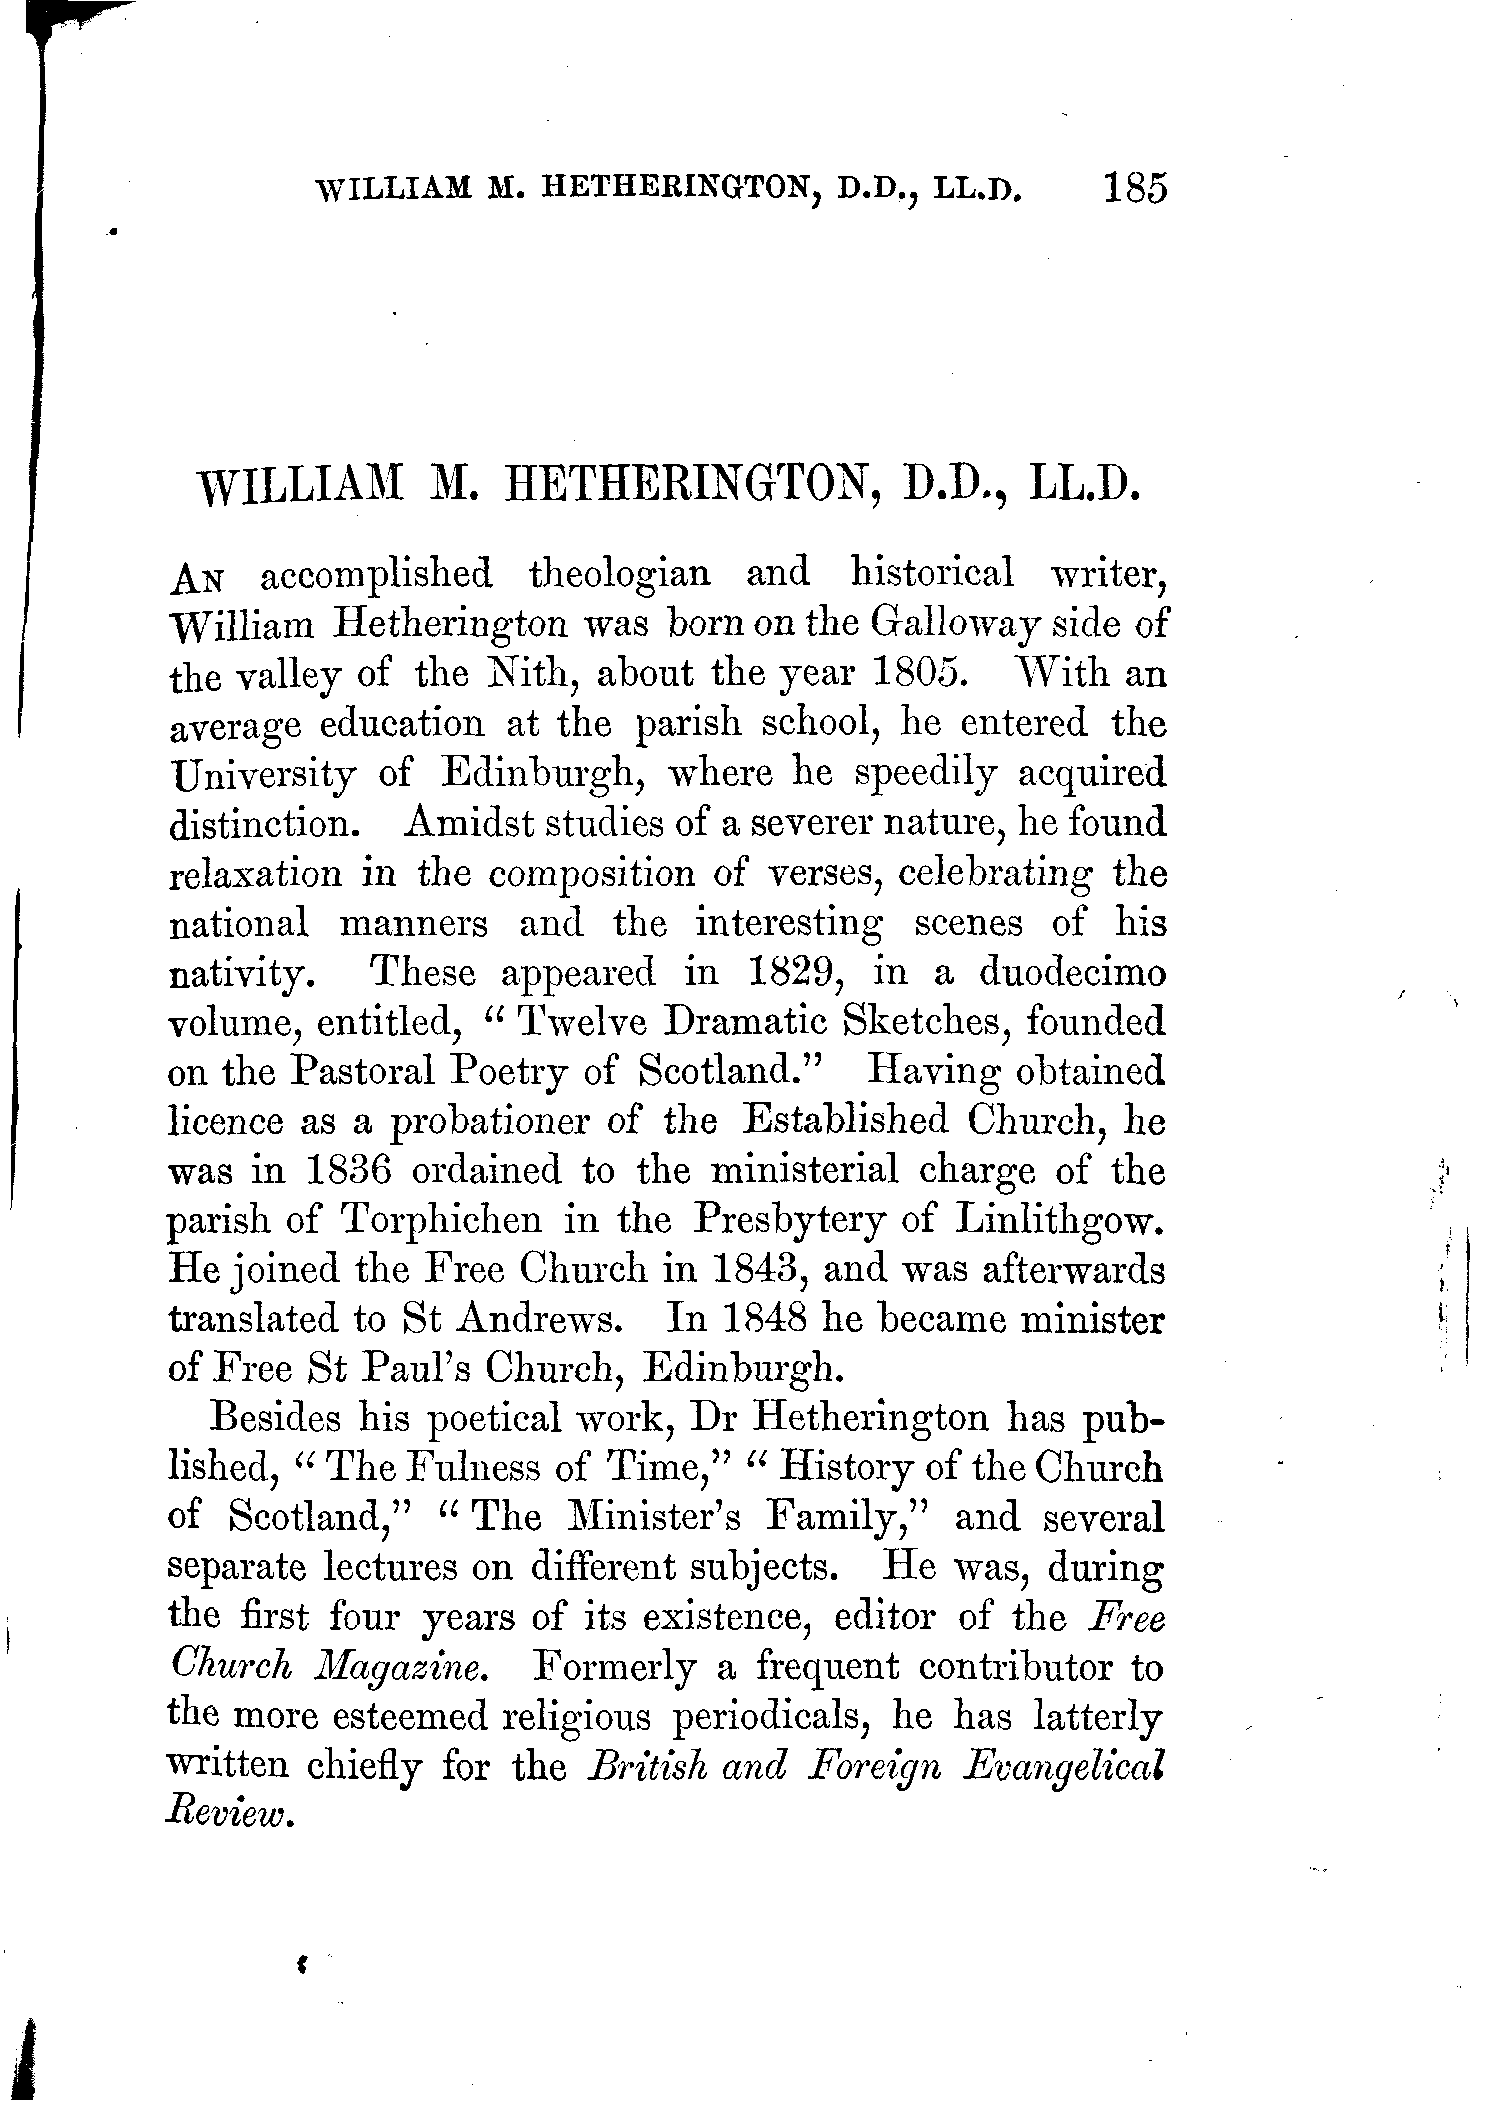 WILLIAM M. HETHERINGTON, D.D., LL.D. 185
WILLIAM M. HETHERINGTON, D.D., LL.D.
AN accomplished theologian and historical writer,
William Hetherington was born on the Galloway side of
the valley of the Nith, about the year 1805. With an
average education at the parish school, he entered the
University of Edinburgh, where he speedily acquired
distinction. Amidst studies of a severer nature, he found
relaxation in the composition of verses, celebrating the
national manners and the interesting scenes of his
nativity. These appeared in 1829, in a duodecimo
volume, entitled, “ Twelve Dramatic Sketches, founded
on the Pastoral Poetry of Scotland.” Having obtained
licence as a probationer of the Established Church, he
was in 1836 ordained to the ministerial charge of the
parish of Torphichen in the Presbytery of Linlithgow.
He joined the Free Church in 1843, and was afterwards
translated to St Andrews. In 1848 he became minister
of Free St Paul’s Church, Edinburgh.
Besides his poetical work, Dr Hetherington has pub-
lished, “ The Fulness of Time,” “ History of the Church
of Scotland,” “ The Minister’s Family,” and several
separate lectures on different subjects. He was, during
the first four years of its existence, editor of the Free
Church Magazine. Formerly a frequent contributor to
the more esteemed religious periodicals, he has latterly
written chiefly for the British and Foreign Evangelical
Review.